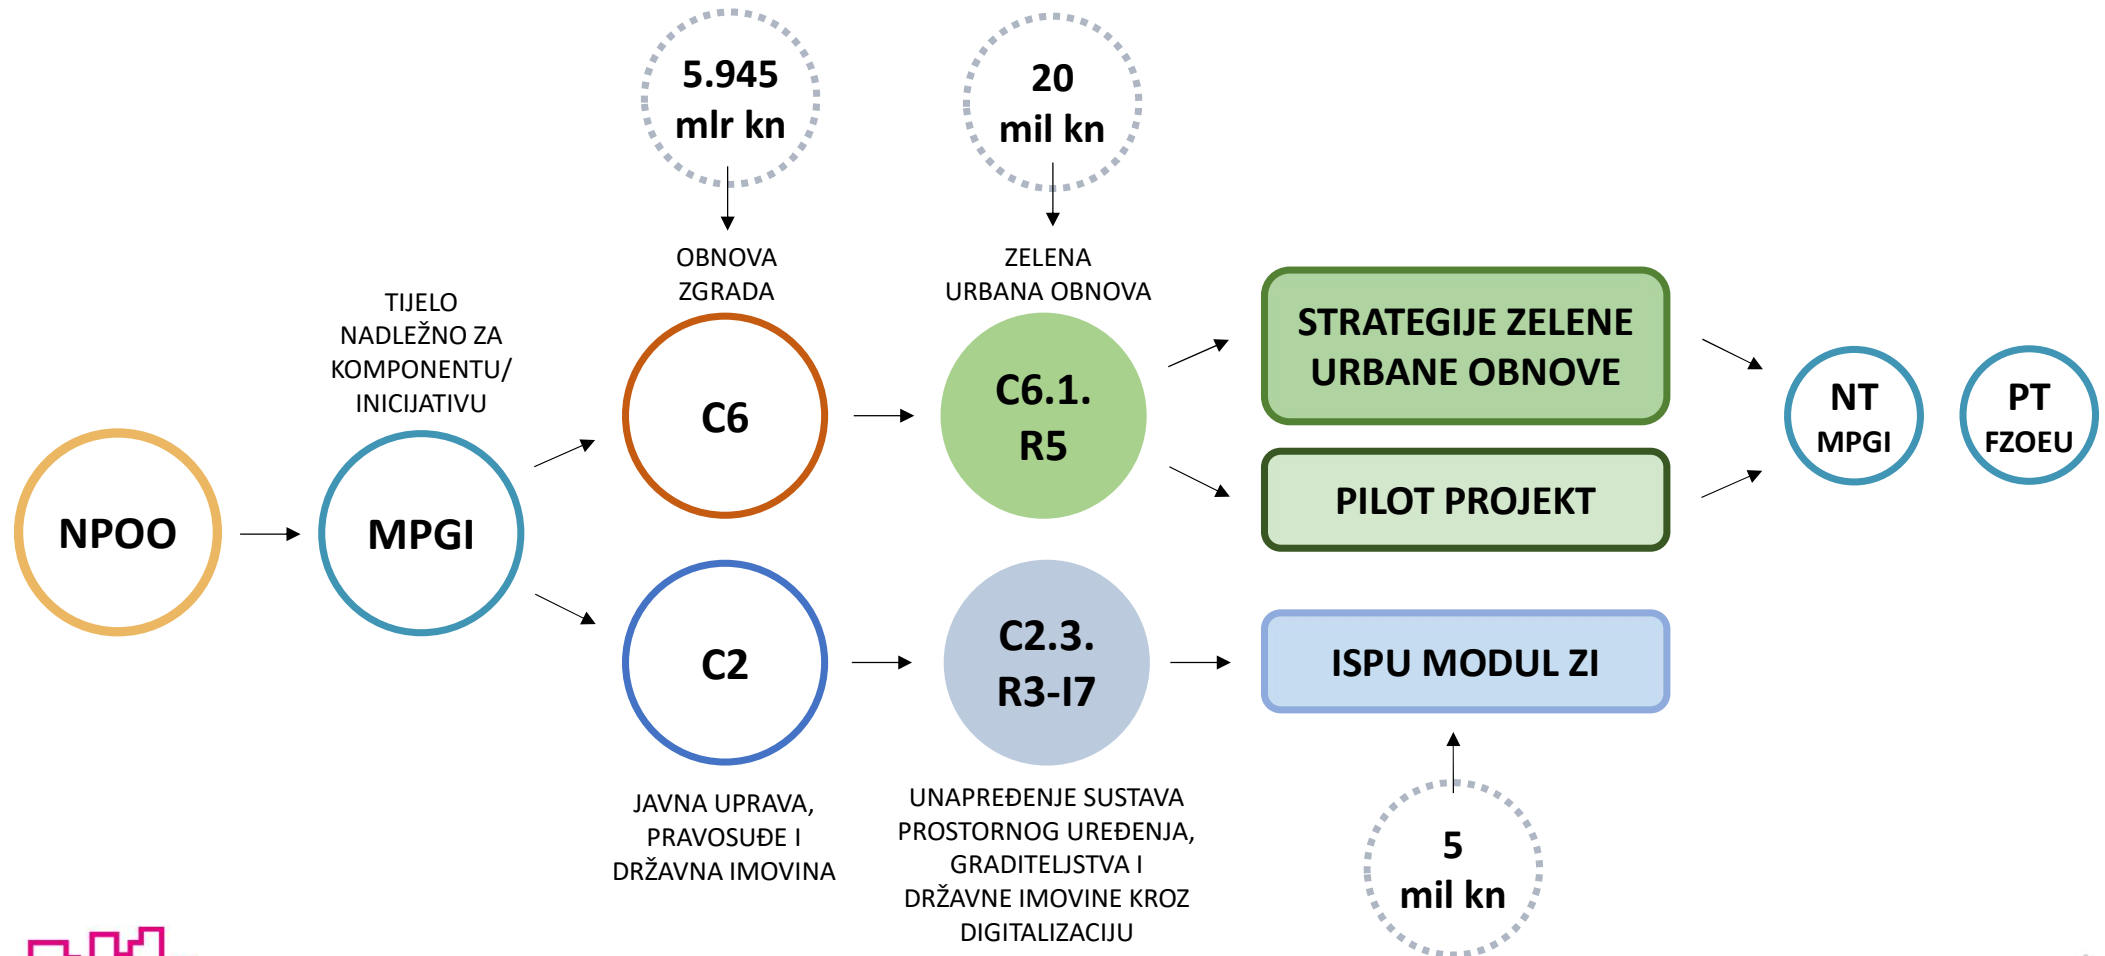 5.945
mlr kn
20
mil kn
OBNOVA
ZGRADA
ZELENA
URBANA OBNOVA
TIJELO
NADLEŽNO ZA
KOMPONENTU/
INICIJATIVU
NPOO
MPGI
C6
C6.1.
R5
STRATEGIJE ZELENE
URBANE OBNOVE
PILOT PROJEKT
NT
MPGI
PT
FZOEU
C2
C2.3.
R3-I7
ISPU MODUL ZI
JAVNA UPRAVA,
PRAVOSUĐE I
DRŽAVNA IMOVINA
UNAPREĐENJE SUSTAVA
PROSTORNOG UREĐENJA,
GRADITELJSTVA I
DRŽAVNE IMOVINE KROZ
DIGITALIZACIJU
5
mil kn